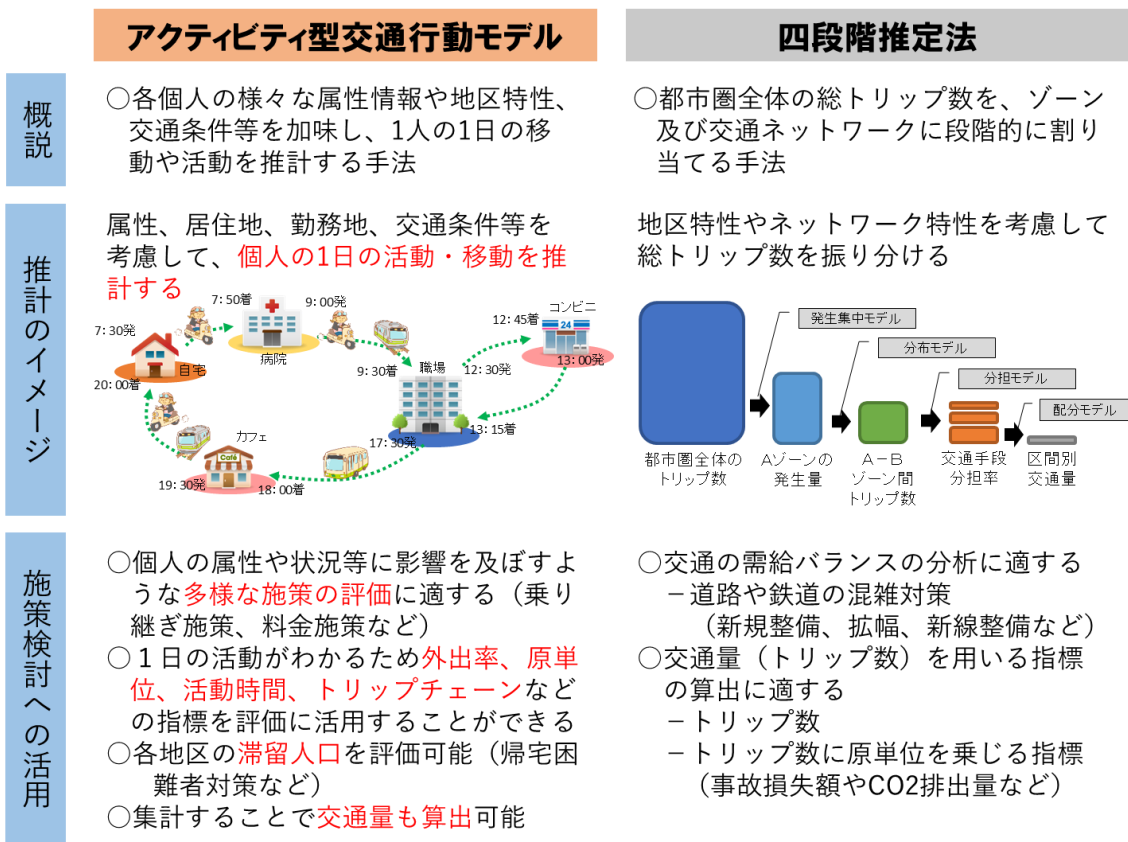 アクティビティ型交通行動モデル
四段階推定法
概説
○各個人の様々な属性情報や地区特性、
交通条件等を加味し、1人の1日の移
動や活動を推計する手法
○都市圏全体の総トリップ数を、ゾーン
及び交通ネットワークに段階的に割り
当てる手法
推計のイメージ
属性、居住地、勤務地、交通条件等を
考慮して、個人の1日の活動・移動を推
計する
7:30発
自宅
20:00着
7:50着
病院
9:00発
9:30着
職場
12:30発
12:45着
コンビニ
24
13:00発
13:15着
17:30発
18:00着
カフェ
Café
19:30発
地区特性やネットワーク特性を考慮して
総トリップ数を振り分ける
発生集中モデル
分布モデル
分担モデル
配分モデル
都市圏全体の
トリップ数
Aゾーンの
発生量
A－B
ゾーン間
トリップ数
交通手段
分担率
区間別
交通量
施策検討への活用
○個人の属性や状況等に影響を及ぼすよ
うな多様な施策の評価に適する（乗り
継ぎ施策、料金施策など）
○１日の活動がわかるため外出率、原単
位、活動時間、トリップチェーンなど
の指標を評価に活用することができる
○各地区の滞留人口を評価可能（帰宅困
難者対策など）
○集計することで交通量も算出可能
○交通の需給バランスの分析に適する
－道路や鉄道の混雑対策
（新規整備、拡幅、新線整備など）
○交通量（トリップ数）を用いる指標
の算出に適する
－トリップ数
－トリップ数に原単位を乗じる指標
（事故損失額やCO2排出量など）